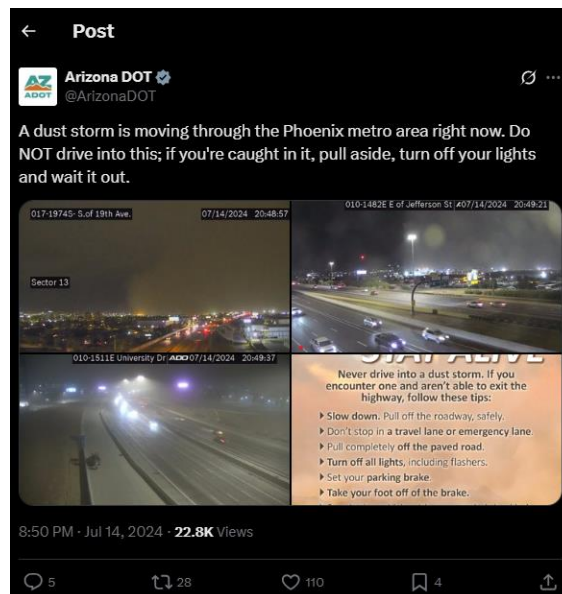 Post
AZ
ADOT
Arizona DOT
@ArizonaDOT
A dust storm is moving through the Phoenix metro area right now. Do
NOT drive into this; if you're caught in it, pull aside, turn off your lights
and wait it out.
017-1974S- S.of 19th Ave.
07/14/2024 20:48:57
Sector 13
010-1482E E of Jefferson St
07/14/2024 20:49:21
010-1511E University Dr ADOT 07/14/2024 20:49:37
STAY ALIVE
Never drive into a dust storm. If you
encounter one and aren't able to exit the
highway, follow these tips:
Slow down. Pull off the roadway, safely.
Don't stop in a travel lane or emergency lane.
Pull completely off the paved road.
Turn off all lights, including flashers.
Set your parking brake.
Take your foot off of the brake.
8:50 PM · Jul 14, 2024 · 22.8K Views
5
28
110
4